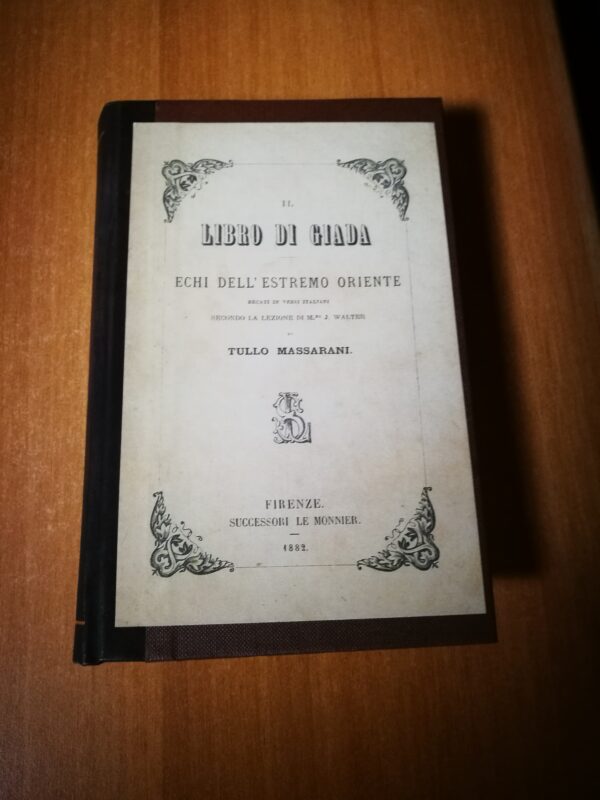 IL
LIBRO DI GIADA
ECHI DELL'ESTREMO ORIENTE
RECATI IN VERSI ITALIANI
SECONDO LA LEZIONE DI M.me J. WALTER
DI
TULLO MASSARANI.
FIRENZE.
SUCCESSORI LE MONNIER.
1882.